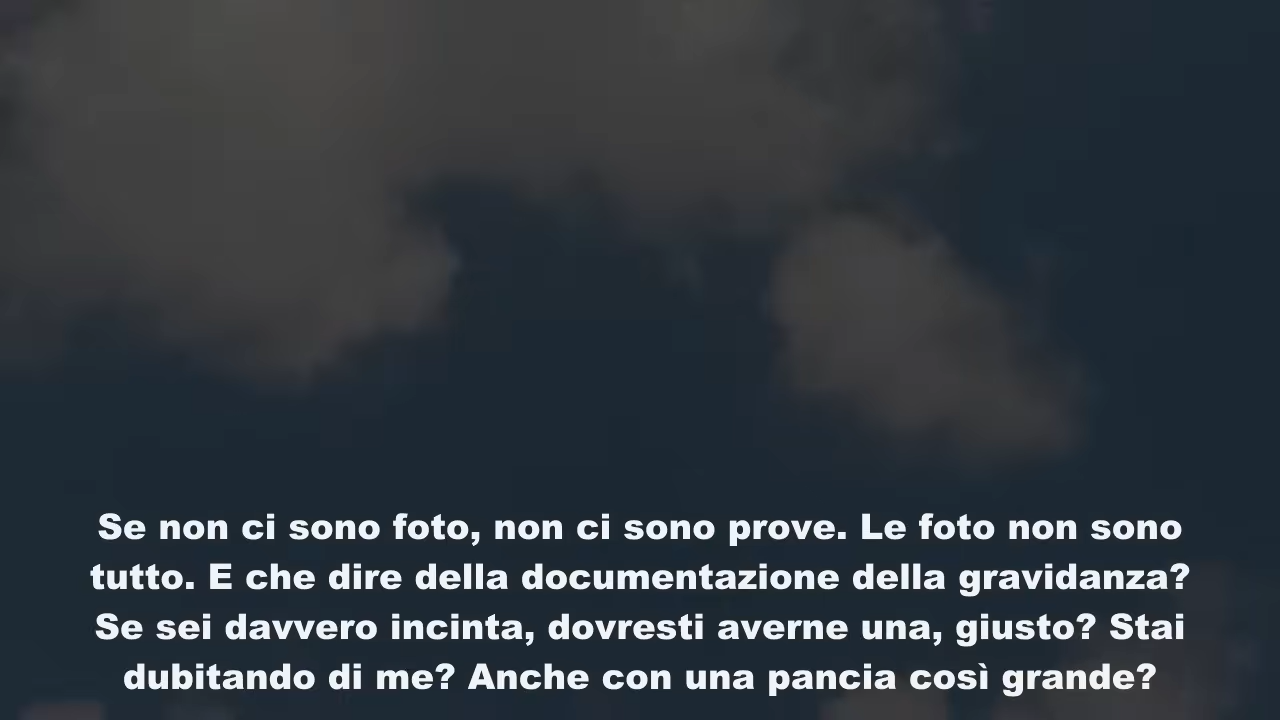 Se non ci sono foto, non ci sono prove. Le foto non sono
tutto. E che dire della documentazione della gravidanza?
Se sei davvero incinta, dovresti averne una, giusto? Stai
dubitando di me? Anche con una pancia così grande?